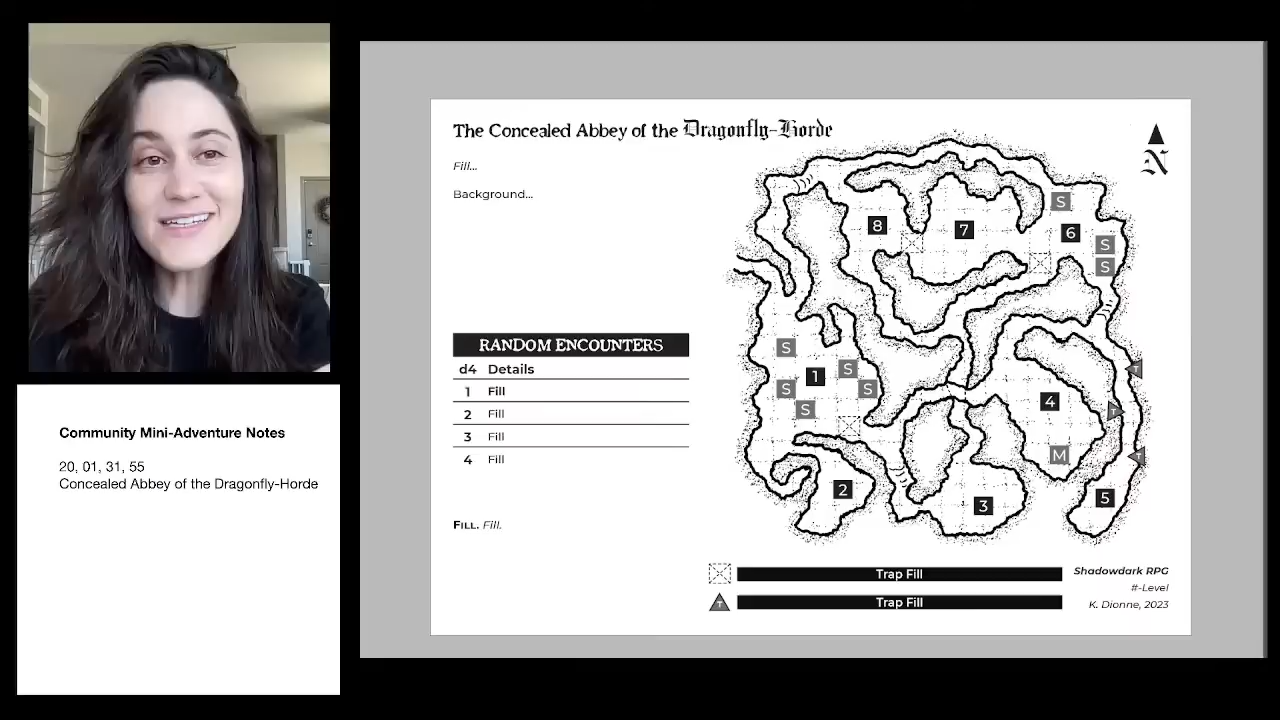 Community Mini-Adventure Notes
20, 01, 31, 55
Concealed Abbey of the Dragonfly-Horde
The Concealed Abbey of the Dragonfly-Horde
Fill...
Background...
RANDOM ENCOUNTERS
d4 Details
1 Fill
2 Fill
3 Fill
4 Fill
FILL. Fill.
N
S
8
7
6
S
S
S
1
S
S
S
S
4
T
T
M
T
2
3
5
Trap Fill
T Trap Fill
Shadowdark RPG
#-Level
K. Dionne, 2023